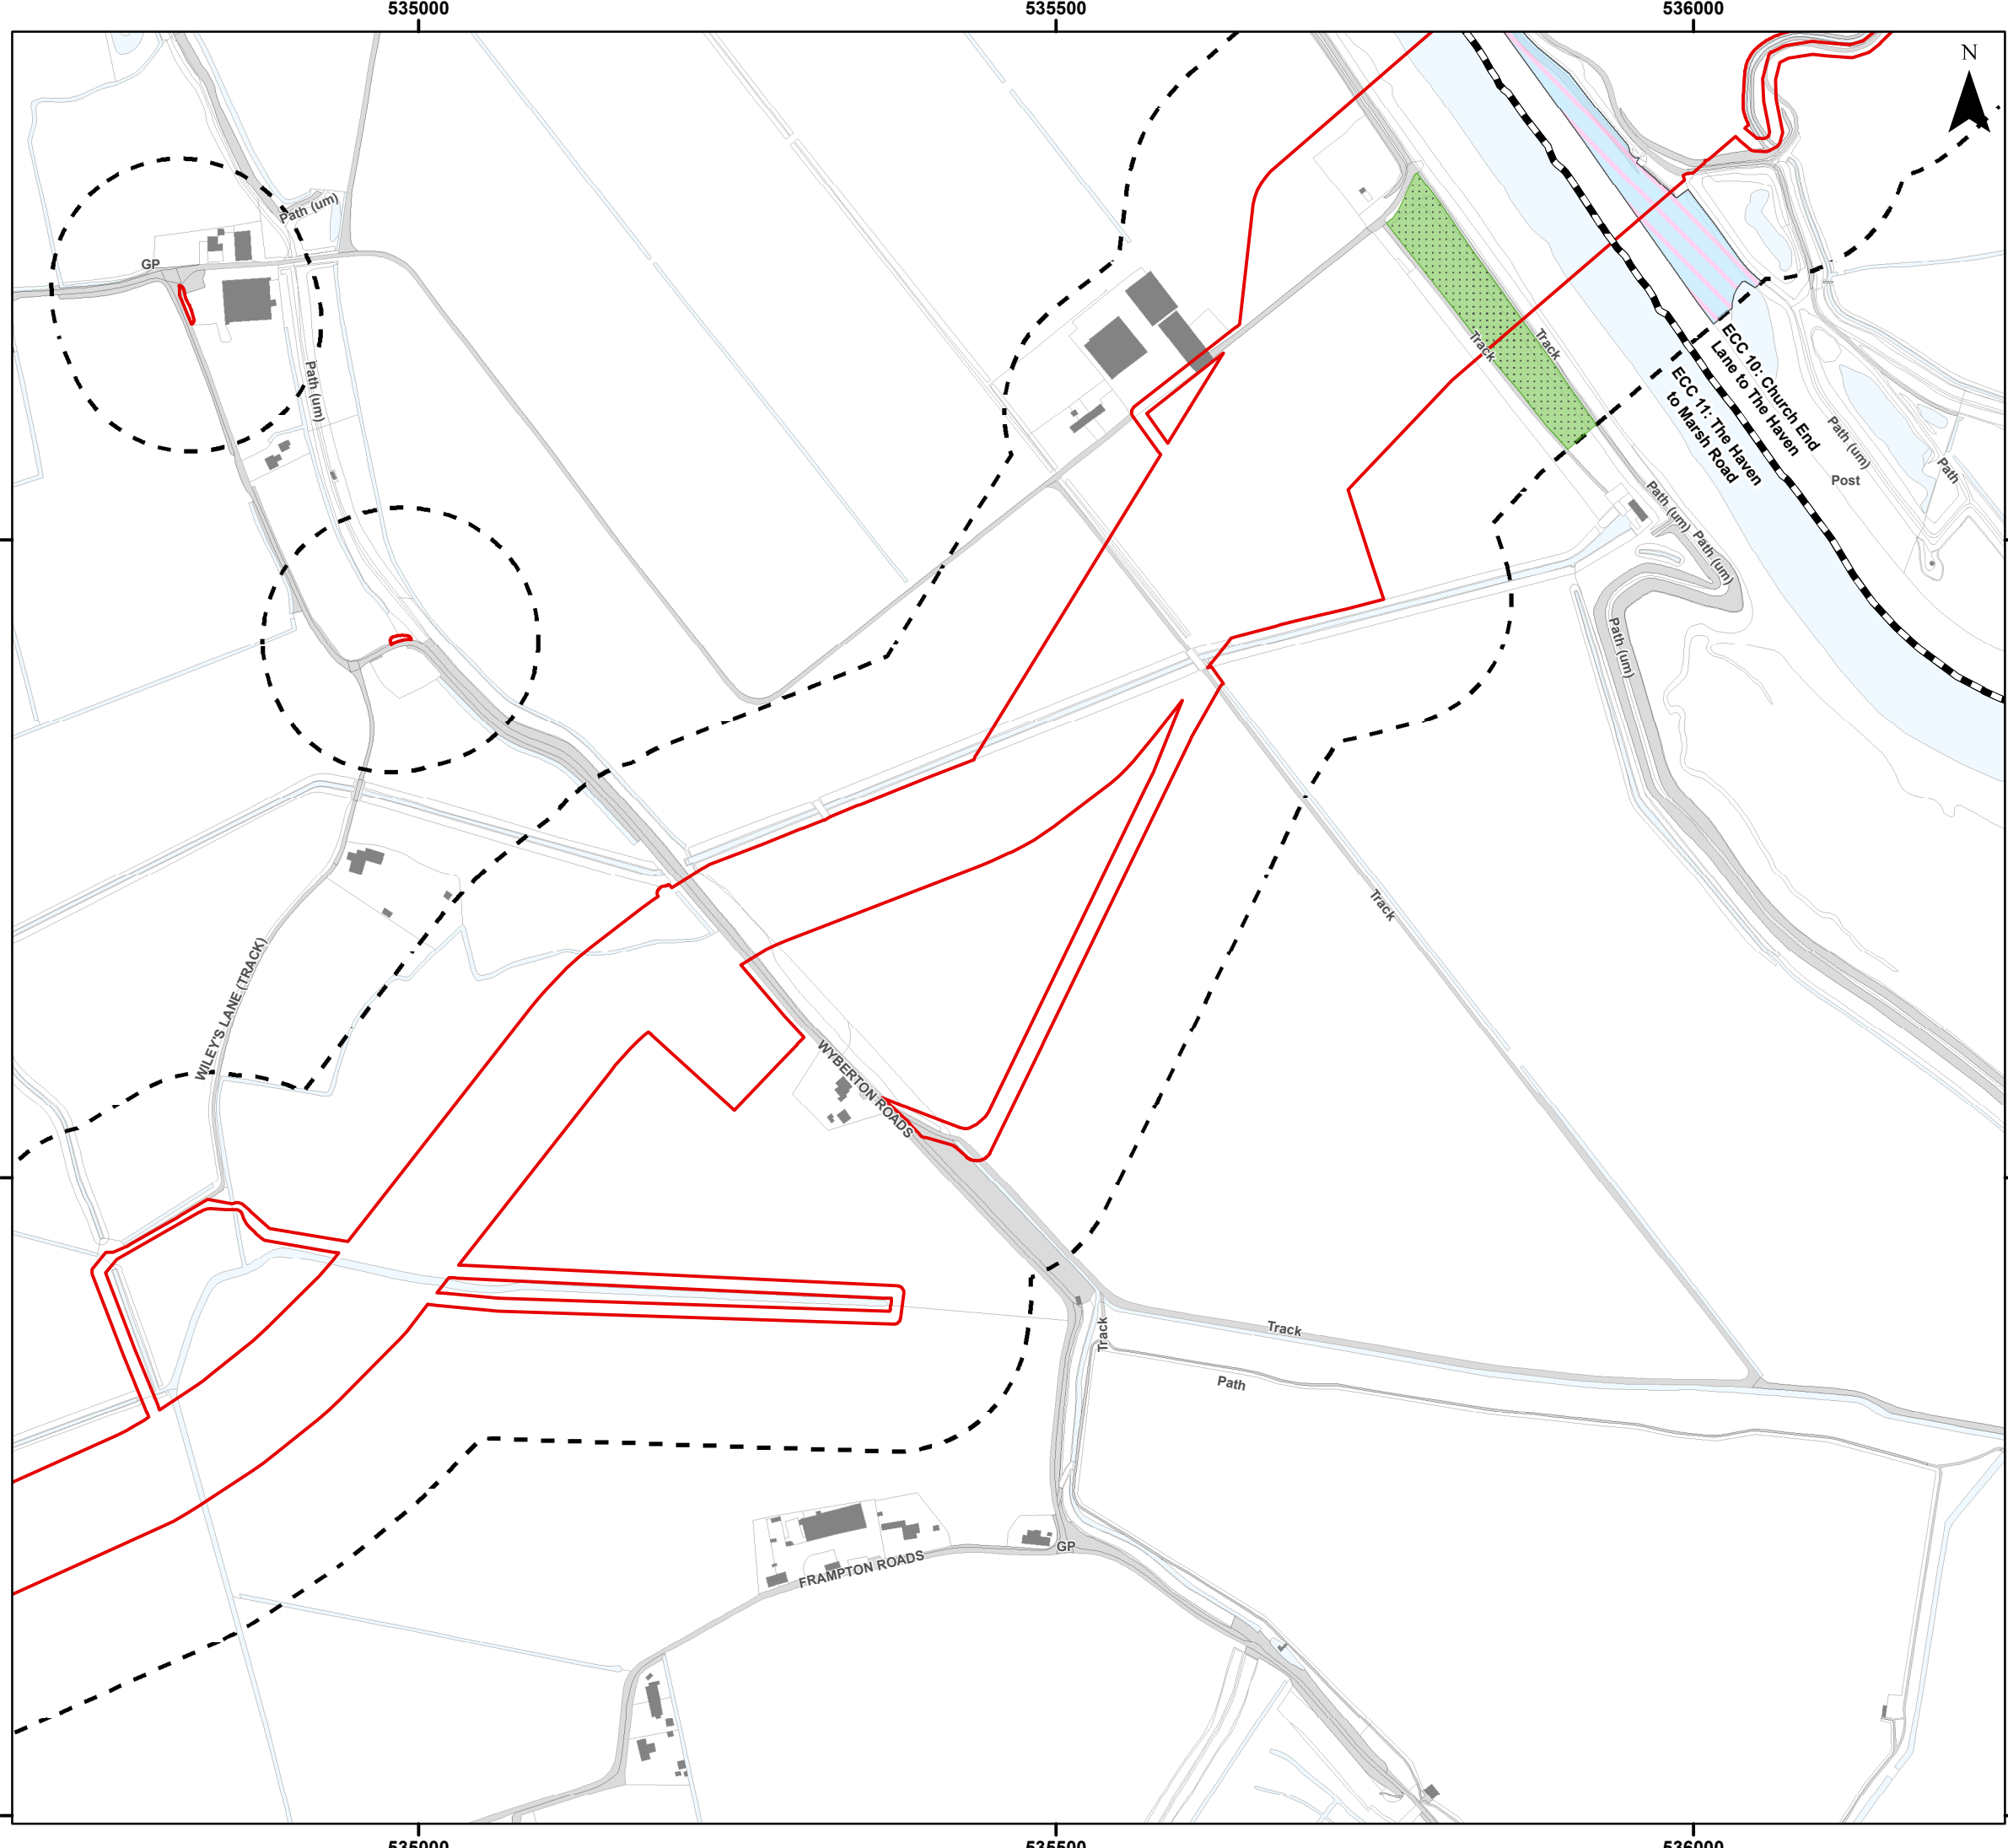 535000
535500
536000
N
Path (um)
GP
Path (um)
Track
Track
ECC 10: Church End
Lane to The Haven
ECC 11: The Haven
to Marsh Road
Path (um)
Path
Post
Path (um)
Path (um)
Path (um)
Track
WILEY'S LANE (TRACK)
WYBERTON ROADS
Track
Track
Path
GP
FRAMPTON ROADS
535000
535500
536000